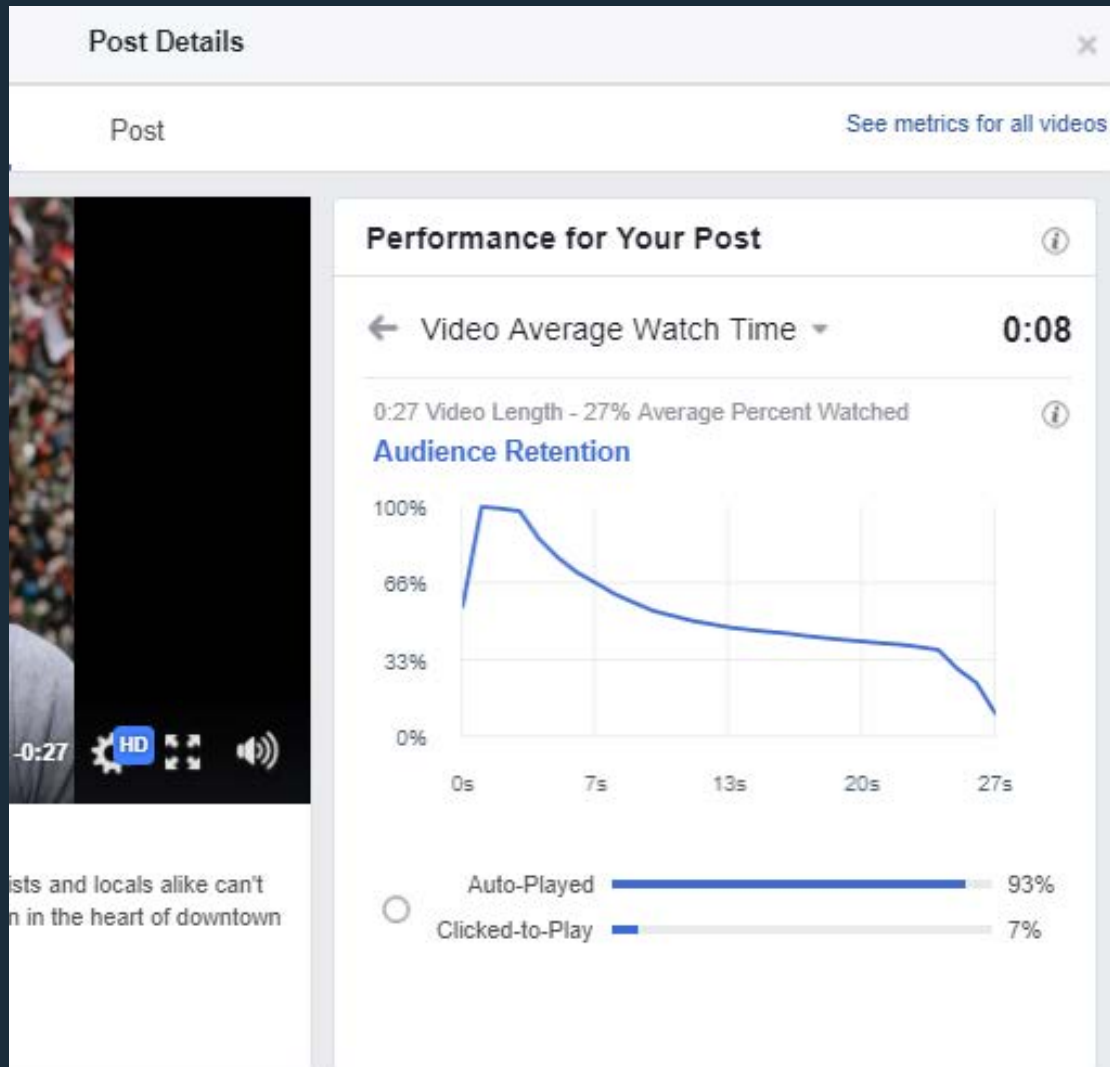 Post Details
Post
See metrics for all videos
Performance for Your Post
Video Average Watch Time
0:08
0:27 Video Length - 27% Average Percent Watched
Audience Retention
100%
66%
33%
0%
0s 7s 13s 20s 27s
-0:27 HD
Auto-Played 93%
Clicked-to-Play 7%
ists and locals alike can't
n in the heart of downtown